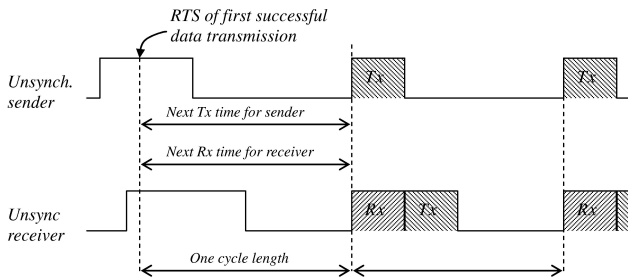 RTS of first successful
data transmission
Unsynch.
sender
Tx
Tx
Next Tx time for sender
Next Rx time for receiver
Unsync
receiver
Rx
Tx
Rx
One cycle length